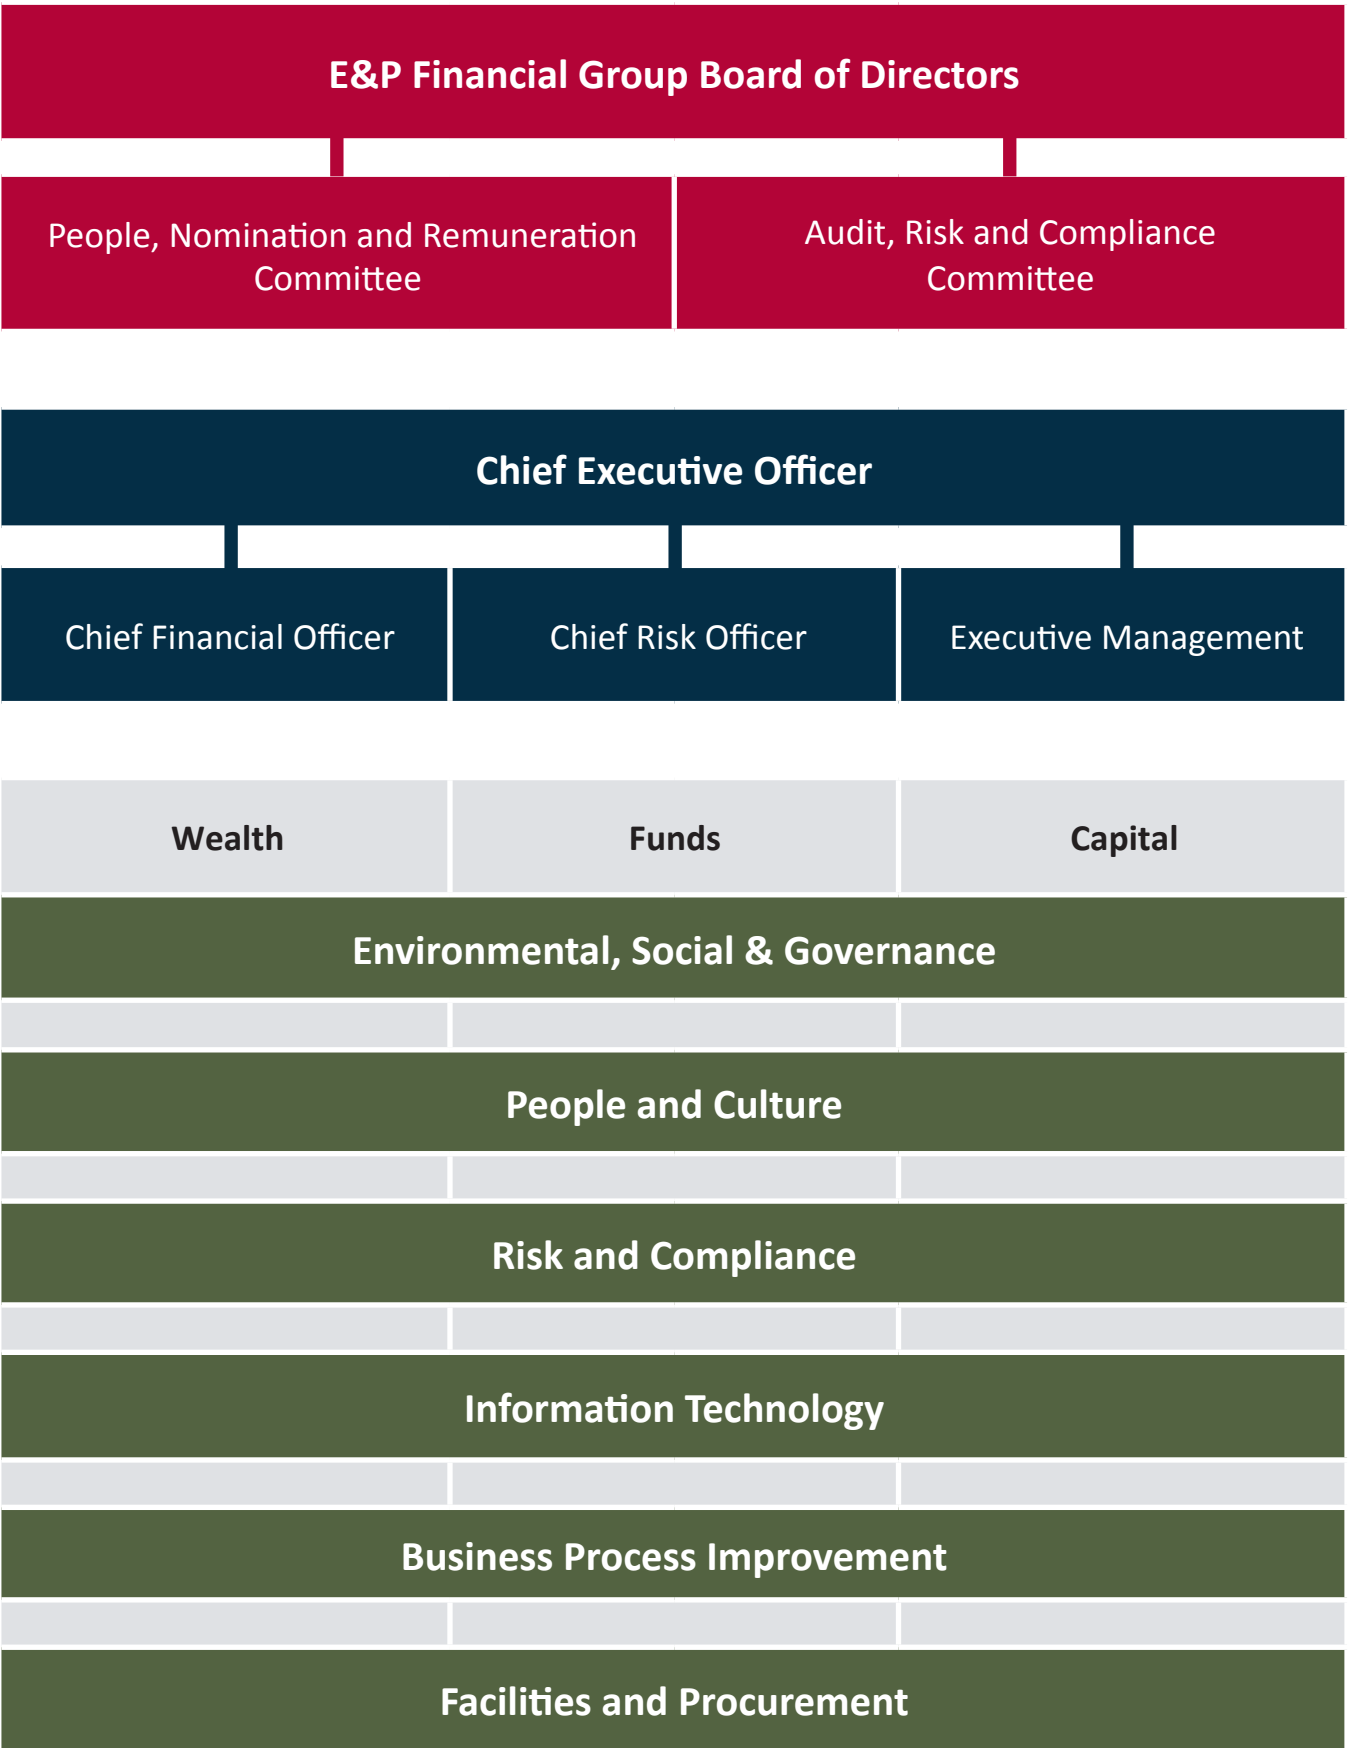 E&P Financial Group Board of Directors
People, Nomination and Remuneration
Committee
Audit, Risk and Compliance
Committee
Chief Executive Officer
Chief Financial Officer
Chief Risk Officer
Executive Management
Wealth
Funds
Capital
Environmental, Social & Governance
People and Culture
Risk and Compliance
Information Technology
Business Process Improvement
Facilities and Procurement